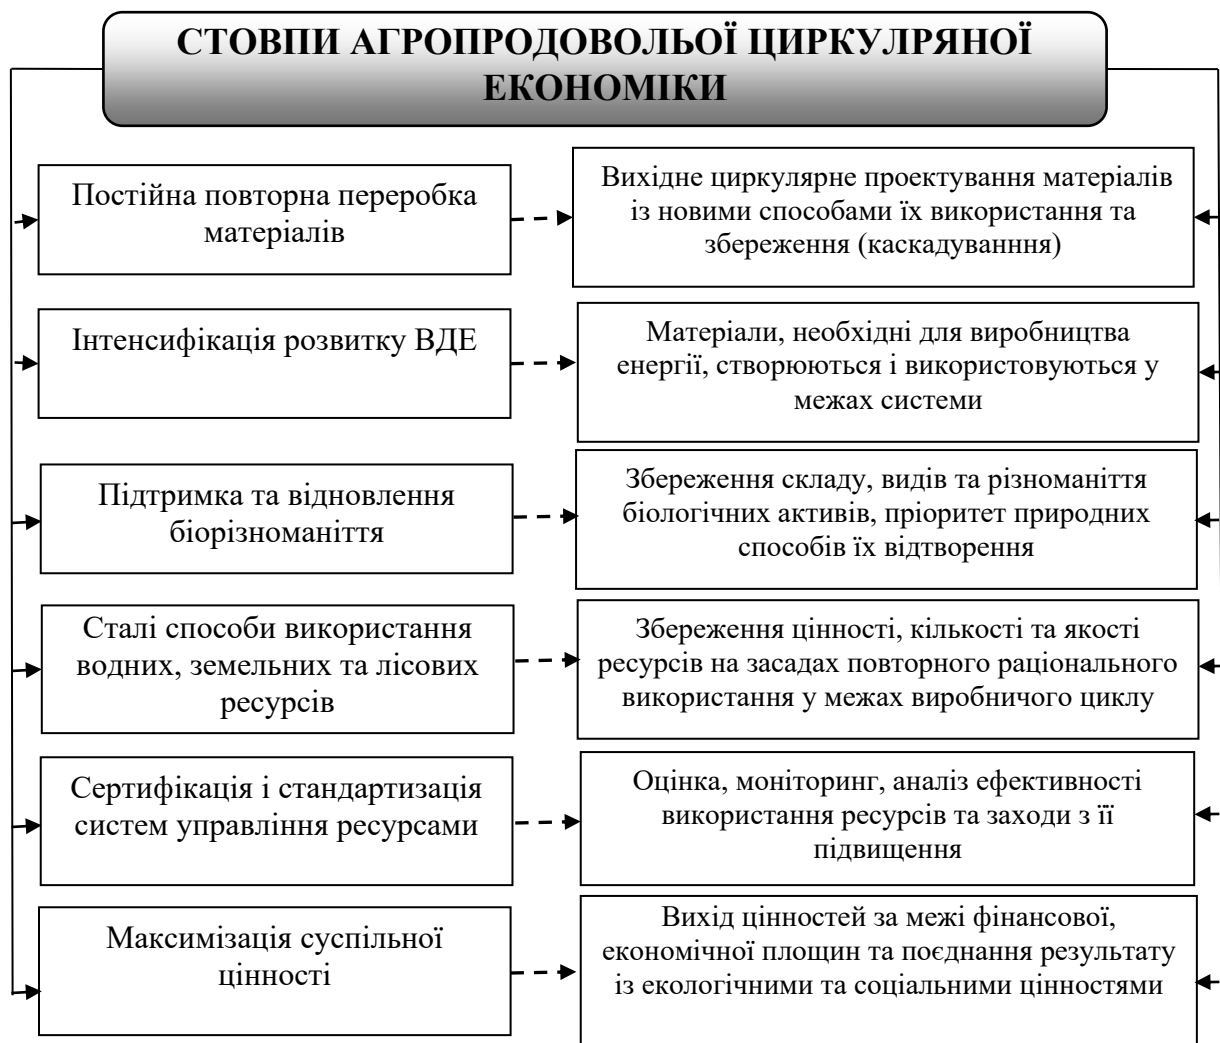 СТОВПИ АГРОПРОДОВОЛЬОЇ ЦИРКУЛРЯНОЇ
ЕКОНОМІКИ
Постійна повторна переробка
матеріалів
Вихідне циркулярне проектування матеріалів
із новими способами їх використання та
збереження (каскадуванння)
Інтенсифікація розвитку ВДЕ
Матеріали, необхідні для виробництва
енергії, створюються і використовуються у
межах системи
Підтримка та відновлення
біорізноманіття
Збереження складу, видів та різноманіття
біологічних активів, пріоритет природних
способів їх відтворення
Сталі способи використання
водних, земельних та лісових
ресурсів
Збереження цінності, кількості та якості
ресурсів на засадах повторного раціонального
використання у межах виробничого циклу
Сертифікація і стандартизація
систем управління ресурсами
Оцінка, моніторинг, аналіз ефективності
використання ресурсів та заходи з її
підвищення
Максимізація суспільної
цінності
Вихід цінностей за межі фінансової,
економічної площин та поєднання результату
із екологічними та соціальними цінностями